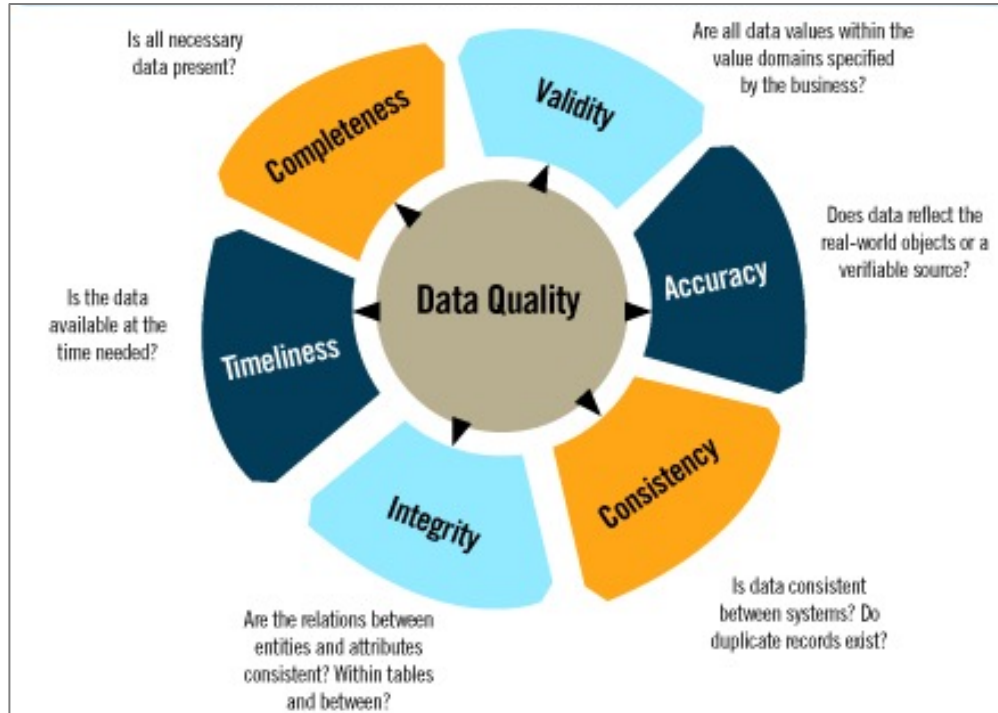 Is all necessary
data present?
Completeness
Validity
Are all data values within the
value domains specified
by the business?
Accuracy
Does data reflect the
real-world objects or a
verifiable source?
Data Quality
Is the data
available at the
time needed?
Timeliness
Integrity
Are the relations between
entities and attributes
consistent? Within tables
and between?
Consistency
Is data consistent
between systems? Do
duplicate records exist?